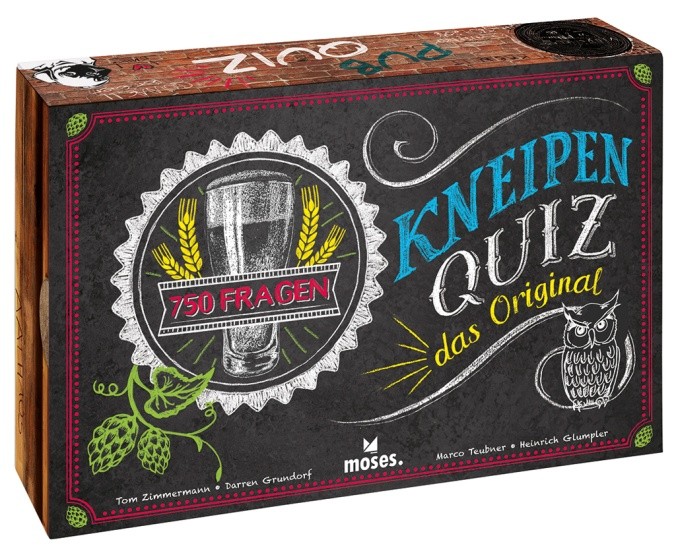 PUB
QUIZ
750 FRAGEN
KNEIPEN
QUIZ
das Original
moses.
Tom Zimmermann • Darren Grundorf
Marco Teubner • Heinrich Glumpler